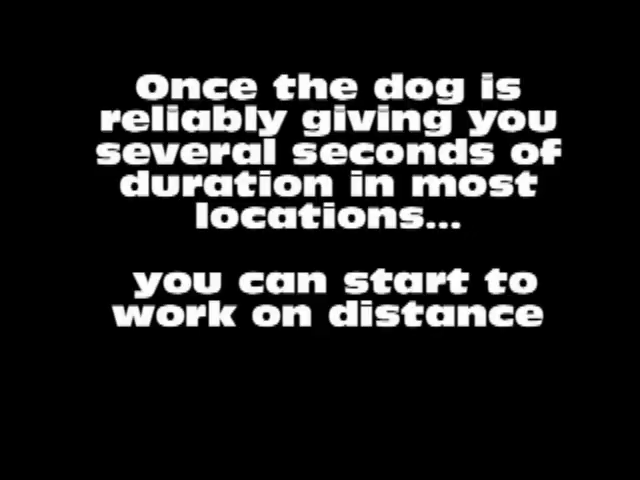 Once the dog is
reliably giving you
several seconds of
duration in most
locations...
you can start to
work on distance